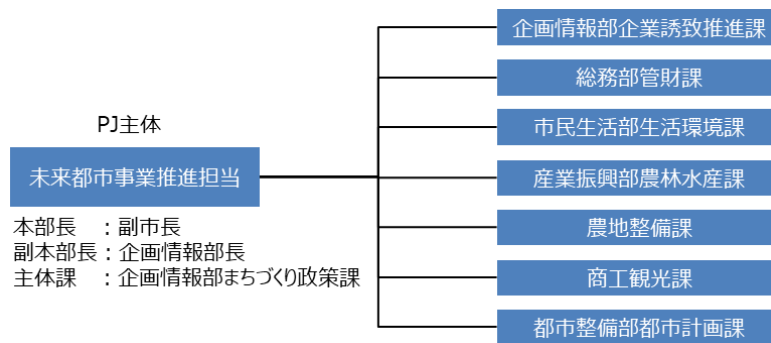 PJ主体
未来都市事業推進担当
本部長　：副市長
副本部長：企画情報部長
主体課　：企画情報部まちづくり政策課
企画情報部企業誘致推進課
総務部管財課
市民生活部生活環境課
産業振興部農林水産課
農地整備課
商工観光課
都市整備部都市計画課